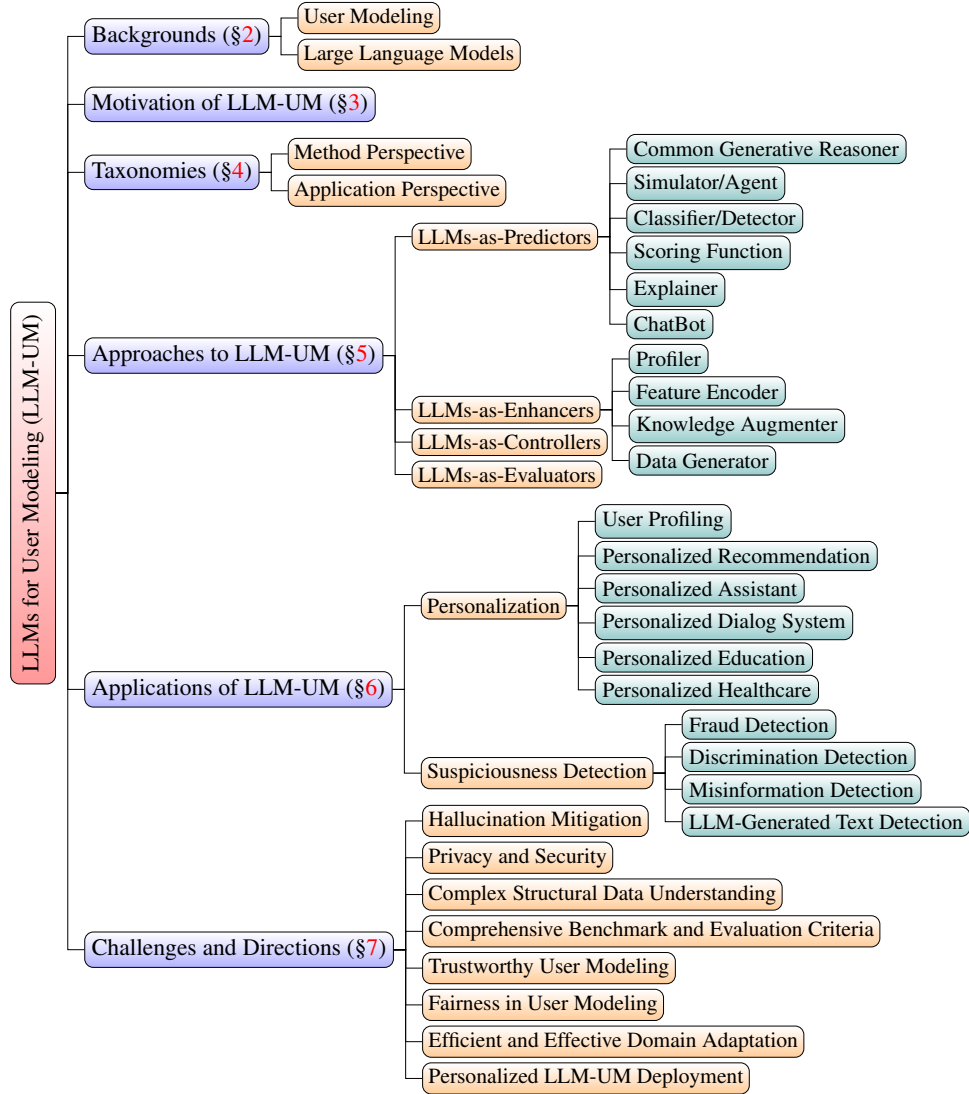 LLMs for User Modeling (LLM-UM)
Backgrounds (§2)
User Modeling
Large Language Models
Motivation of LLM-UM (§3)
Taxonomies (§4)
Method Perspective
Application Perspective
Approaches to LLM-UM (§5)
LLMs-as-Predictors
Common Generative Reasoner
Simulator/Agent
Classifier/Detector
Scoring Function
Explainer
ChatBot
LLMs-as-Enhancers
Profiler
Feature Encoder
Knowledge Augmenter
Data Generator
LLMs-as-Controllers
LLMs-as-Evaluators
Applications of LLM-UM (§6)
Personalization
User Profiling
Personalized Recommendation
Personalized Assistant
Personalized Dialog System
Personalized Education
Personalized Healthcare
Suspiciousness Detection
Fraud Detection
Discrimination Detection
Misinformation Detection
LLM-Generated Text Detection
Challenges and Directions (§7)
Hallucination Mitigation
Privacy and Security
Complex Structural Data Understanding
Comprehensive Benchmark and Evaluation Criteria
Trustworthy User Modeling
Fairness in User Modeling
Efficient and Effective Domain Adaptation
Personalized LLM-UM Deployment